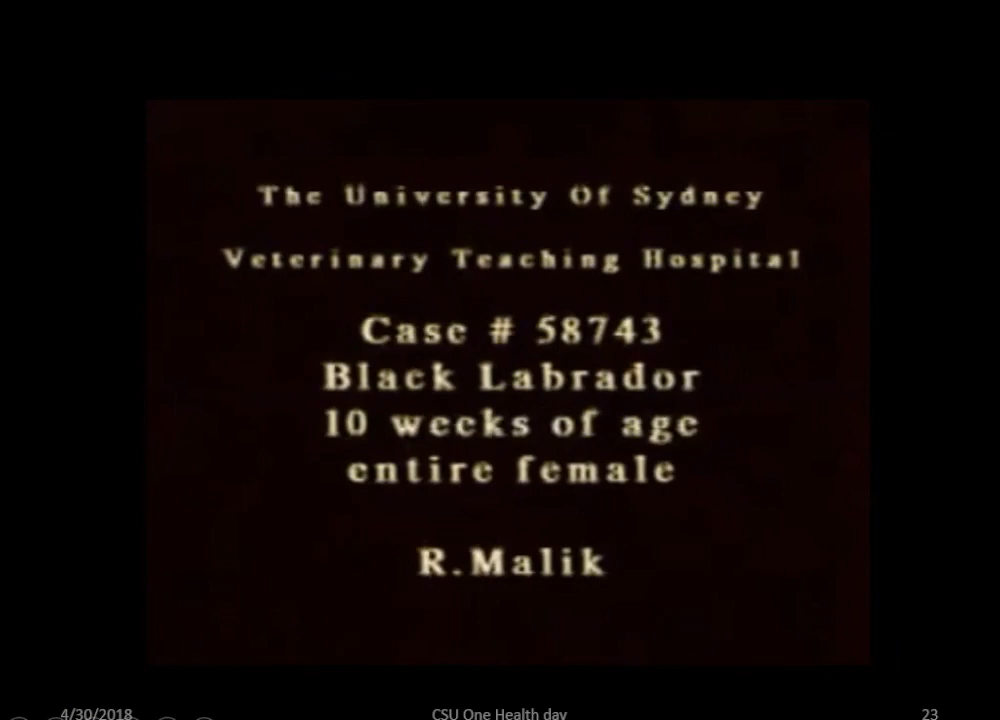 The University Of Sydney
Veterinary Teaching Hospital
Case # 58743
Black Labrador
10 weeks of age
entire female
R.Malik
4/30/2018
CSU One Health day
23